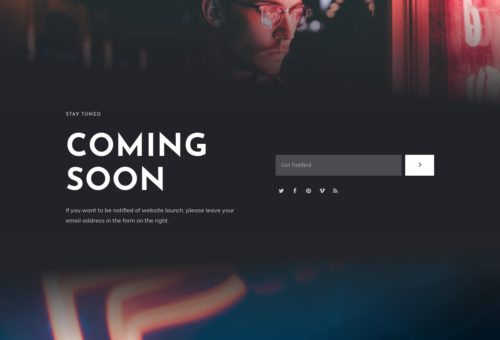 STAY TUNED
COMING
SOON
If you want to be notified of website launch, please leave your
email address in the form on the right.
Get Notified